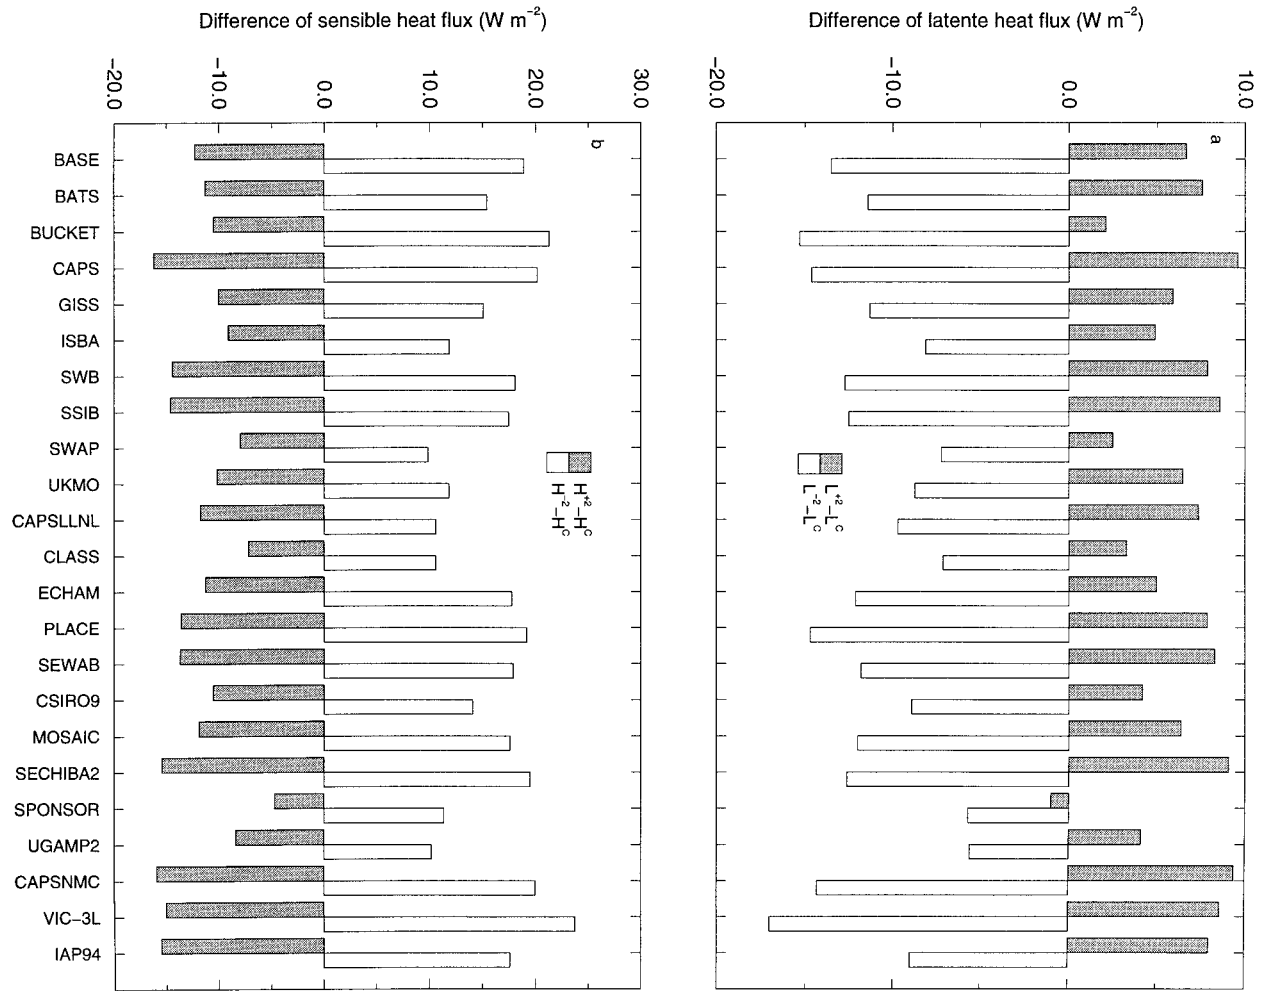 Difference of sensible heat flux (W m⁻²)
Difference of latente heat flux (W m⁻²)
-20.0
-10.0
0.0
10.0
20.0
30.0
-20.0
-10.0
0.0
10.0
b
a
BASE
BATS
BUCKET
CAPS
GISS
ISBA
SWB
SSIB
SWAP
UKMO
CAPSLLNL
CLASS
ECHAM
PLACE
SEWAB
CSIRO9
MOSAIC
SECHIBA2
SPONSOR
UGAMP2
CAPSNMC
VIC-3L
IAP94
H⁺²-Hᶜ
H⁻²-Hᶜ
L⁺²-Lᶜ
L⁻²-Lᶜ